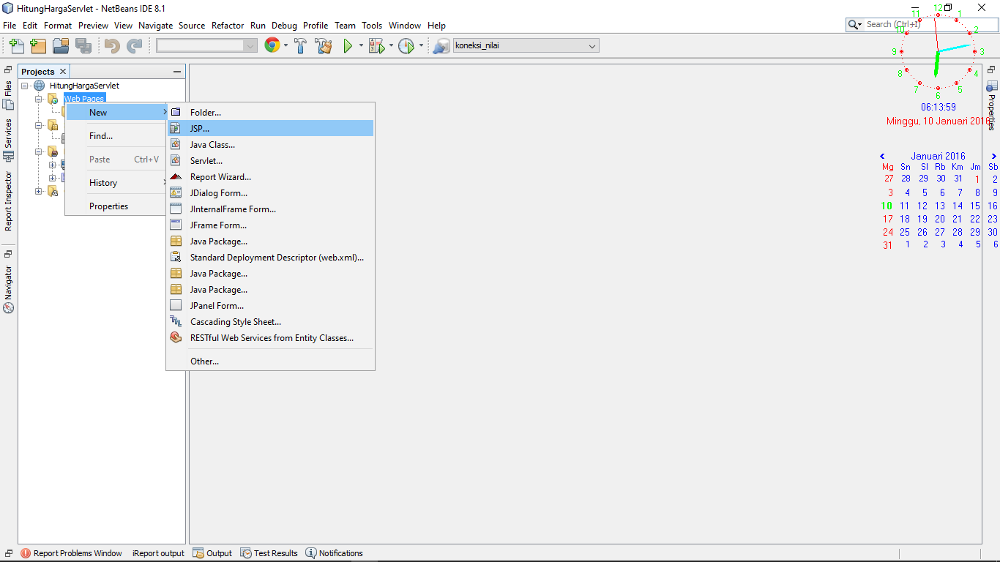 HitungHargaServlet - NetBeans IDE 8.1
File Edit Format Preview View Navigate Source Refactor Run Debug Profile Team Tools Window Help
Search (Ctrl+I)
koneksi_nilai
Projects
HitungHargaServlet
Web Pages
New
Find...
Paste Ctrl+V
History
Properties
Folder...
JSP...
Java Class...
Servlet...
Report Wizard...
JDialog Form...
JInternalFrame Form...
JFrame Form...
Java Package...
Standard Deployment Descriptor (web.xml)...
Java Package...
Java Package...
JPanel Form...
Cascading Style Sheet...
RESTful Web Services from Entity Classes...
Other...
Files
Services
Report Inspector
Navigator
12
11 1
10 2
9 3
8 4
7 5
6
06:13:59
Minggu, 10 Januari 2016
Properties
Januari 2016
Mg Sn Sl Rb Km Jm Sb
27 28 29 30 31 1 2
3 4 5 6 7 8 9
10 11 12 13 14 15 16
17 18 19 20 21 22 23
24 25 26 27 28 29 30
31 1 2 3 4 5 6
Report Problems Window iReport output Output Test Results Notifications